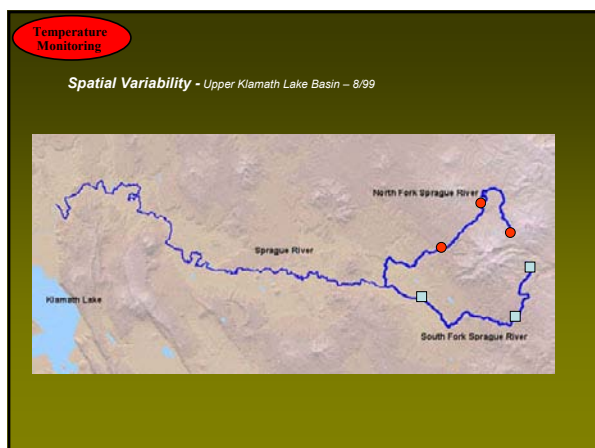 Temperature
Monitoring
Spatial Variability - Upper Klamath Lake Basin – 8/99
North Fork Sprague River
Sprague River
Klamath Lake
South Fork Sprague River